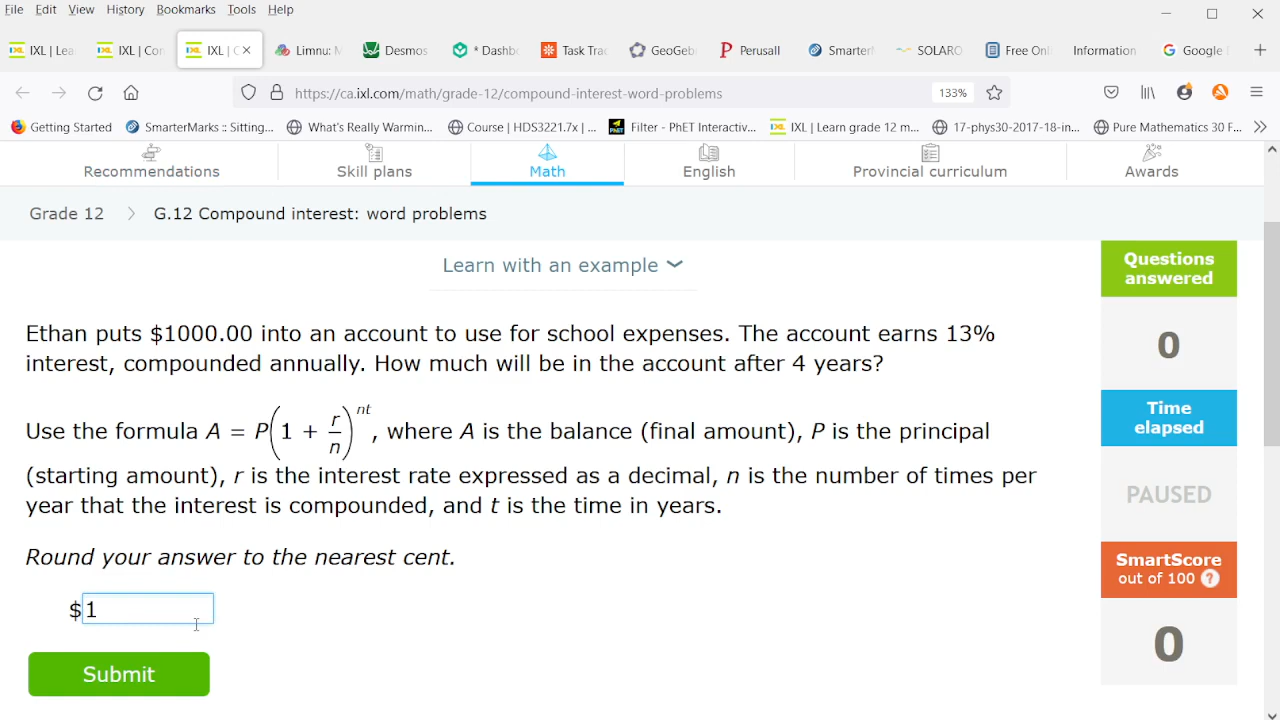 File Edit View History Bookmarks Tools Help
IXL | Lea IXL | Con IXL | C Limnu: M Desmos * Dashb Task Trac GeoGeb Perusall Smarter SOLARO Free Onl Information Google
https://ca.ixl.com/math/grade-12/compound-interest-word-problems 133%
Getting Started SmarterMarks :: Sitting... What's Really Warmin... Course | HDS3221.7x | ... Filter - PhET Interactiv... IXL | Learn grade 12 m... 17-phys30-2017-18-in... Pure Mathematics 30 F...
Recommendations Skill plans Math English Provincial curriculum Awards
Grade 12 > G.12 Compound interest: word problems
Learn with an example
Ethan puts $1000.00 into an account to use for school expenses. The account earns 13%
interest, compounded annually. How much will be in the account after 4 years?
Use the formula A = P(1 + r/n)^nt, where A is the balance (final amount), P is the principal
(starting amount), r is the interest rate expressed as a decimal, n is the number of times per
year that the interest is compounded, and t is the time in years.
Round your answer to the nearest cent.
$1
Submit
Questions
answered
0
Time
elapsed
PAUSED
SmartScore
out of 100 ?
0